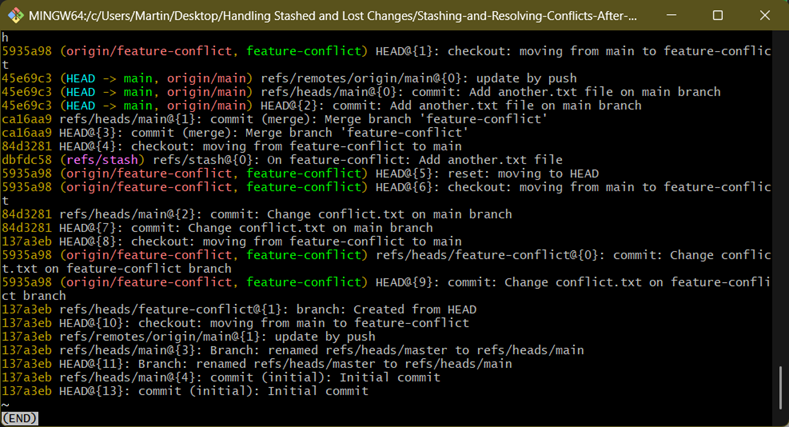 MINGW64:/c/Users/Martin/Desktop/Handling Stashed and Lost Changes/Stashing-and-Resolving-Conflicts-After-...
h
5935a98 (origin/feature-conflict, feature-conflict) HEAD@{1}: checkout: moving from main to feature-conflic
t
45e69c3 (HEAD -> main, origin/main) refs/remotes/origin/main@{0}: update by push
45e69c3 (HEAD -> main, origin/main) refs/heads/main@{0}: commit: Add another.txt file on main branch
45e69c3 (HEAD -> main, origin/main) HEAD@{2}: commit: Add another.txt file on main branch
ca16aa9 refs/heads/main@{1}: commit (merge): Merge branch 'feature-conflict'
ca16aa9 HEAD@{3}: commit (merge): Merge branch 'feature-conflict'
84d3281 HEAD@{4}: checkout: moving from feature-conflict to main
dbfdc58 (refs/stash) refs/stash@{0}: On feature-conflict: Add another.txt file
5935a98 (origin/feature-conflict, feature-conflict) HEAD@{5}: reset: moving to HEAD
5935a98 (origin/feature-conflict, feature-conflict) HEAD@{6}: checkout: moving from main to feature-conflic
t
84d3281 refs/heads/main@{2}: commit: Change conflict.txt on main branch
84d3281 HEAD@{7}: commit: Change conflict.txt on main branch
137a3eb HEAD@{8}: checkout: moving from feature-conflict to main
5935a98 (origin/feature-conflict, feature-conflict) refs/heads/feature-conflict@{0}: commit: Change conflic
t.txt on feature-conflict branch
5935a98 (origin/feature-conflict, feature-conflict) HEAD@{9}: commit: Change conflict.txt on feature-confli
ct branch
137a3eb refs/heads/feature-conflict@{1}: branch: Created from HEAD
137a3eb HEAD@{10}: checkout: moving from main to feature-conflict
137a3eb refs/remotes/origin/main@{1}: update by push
137a3eb refs/heads/main@{3}: Branch: renamed refs/heads/master to refs/heads/main
137a3eb HEAD@{11}: Branch: renamed refs/heads/master to refs/heads/main
137a3eb refs/heads/main@{4}: commit (initial): Initial commit
137a3eb HEAD@{13}: commit (initial): Initial commit
~
(END)